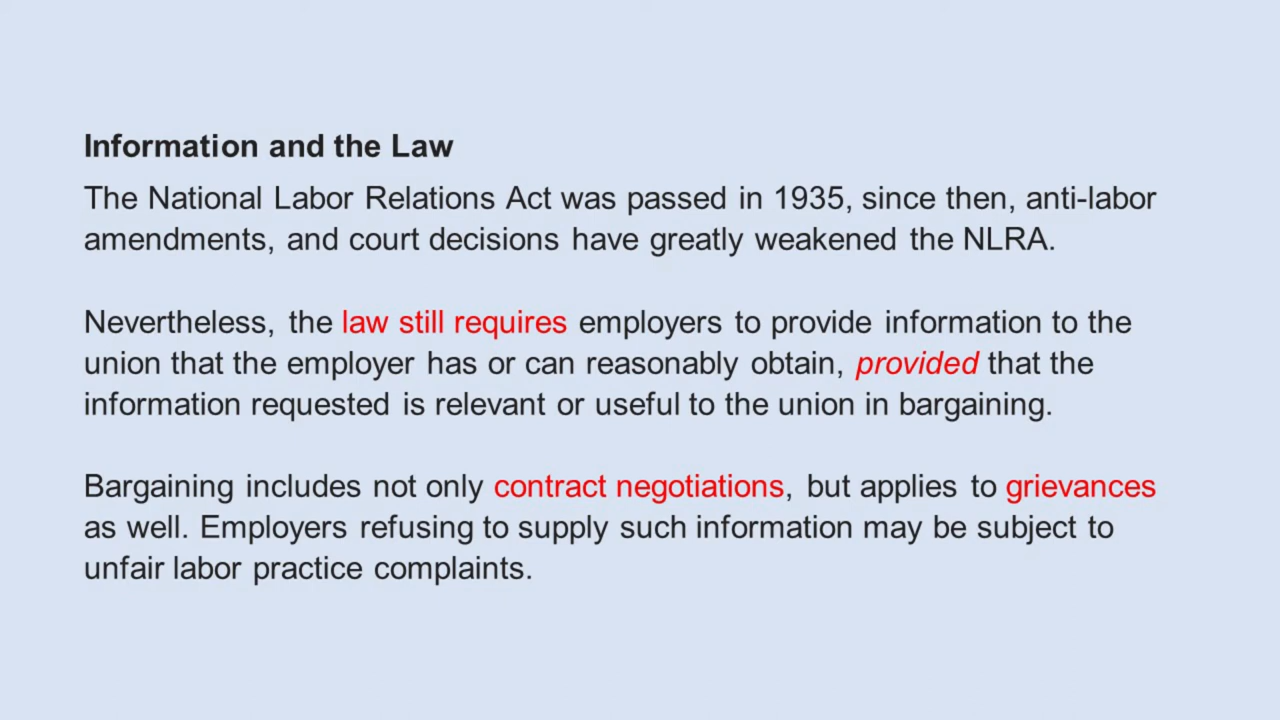 Information and the Law
The National Labor Relations Act was passed in 1935, since then, anti-labor
amendments, and court decisions have greatly weakened the NLRA.
Nevertheless, the law still requires employers to provide information to the
union that the employer has or can reasonably obtain, provided that the
information requested is relevant or useful to the union in bargaining.
Bargaining includes not only contract negotiations, but applies to grievances
as well. Employers refusing to supply such information may be subject to
unfair labor practice complaints.